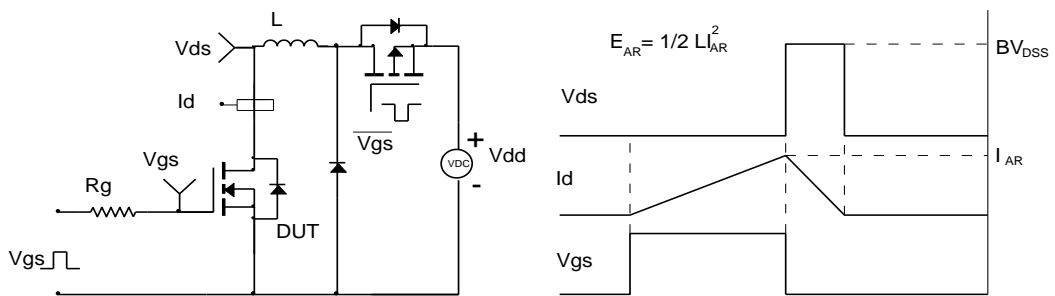 L
Vds
Id
Vgs
Rg
DUT
Vgs
Vgs
+
VDC
Vdd
-
E_AR= 1/2 LI²_AR
Vds
BV_DSS
Id
I_AR
Vgs